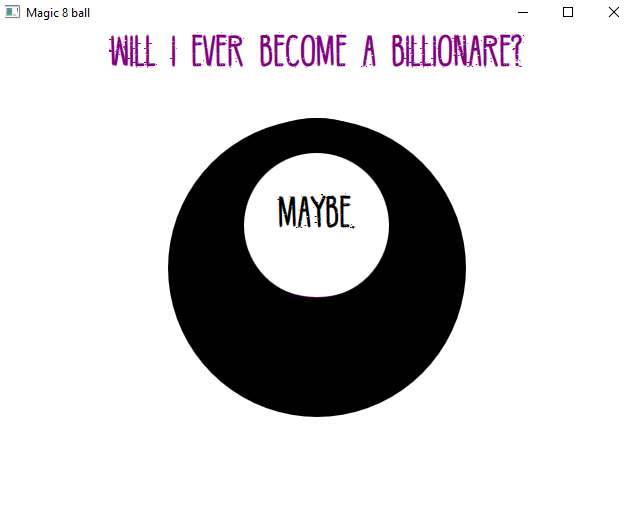 Magic 8 ball
WILL I EVER BECOME A BILLIONARE?
MAYBE.